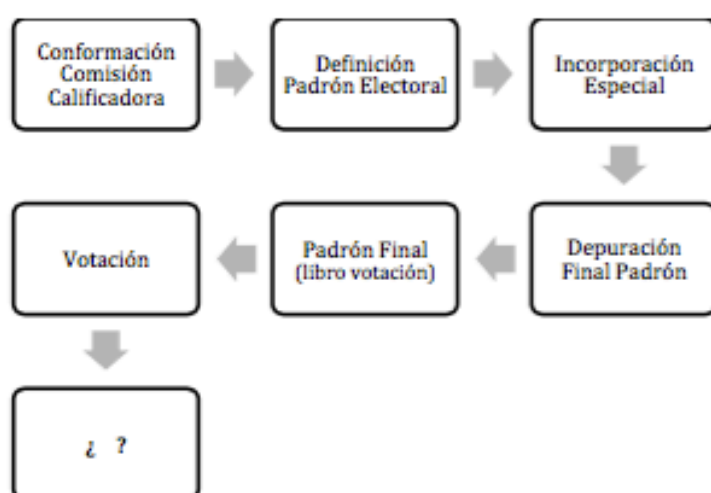 Conformación
Comisión
Calificadora
Definición
Padrón Electoral
Incorporación
Especial
Votación
Padrón Final
(libro votación)
Depuración
Final Padrón
¿ ?